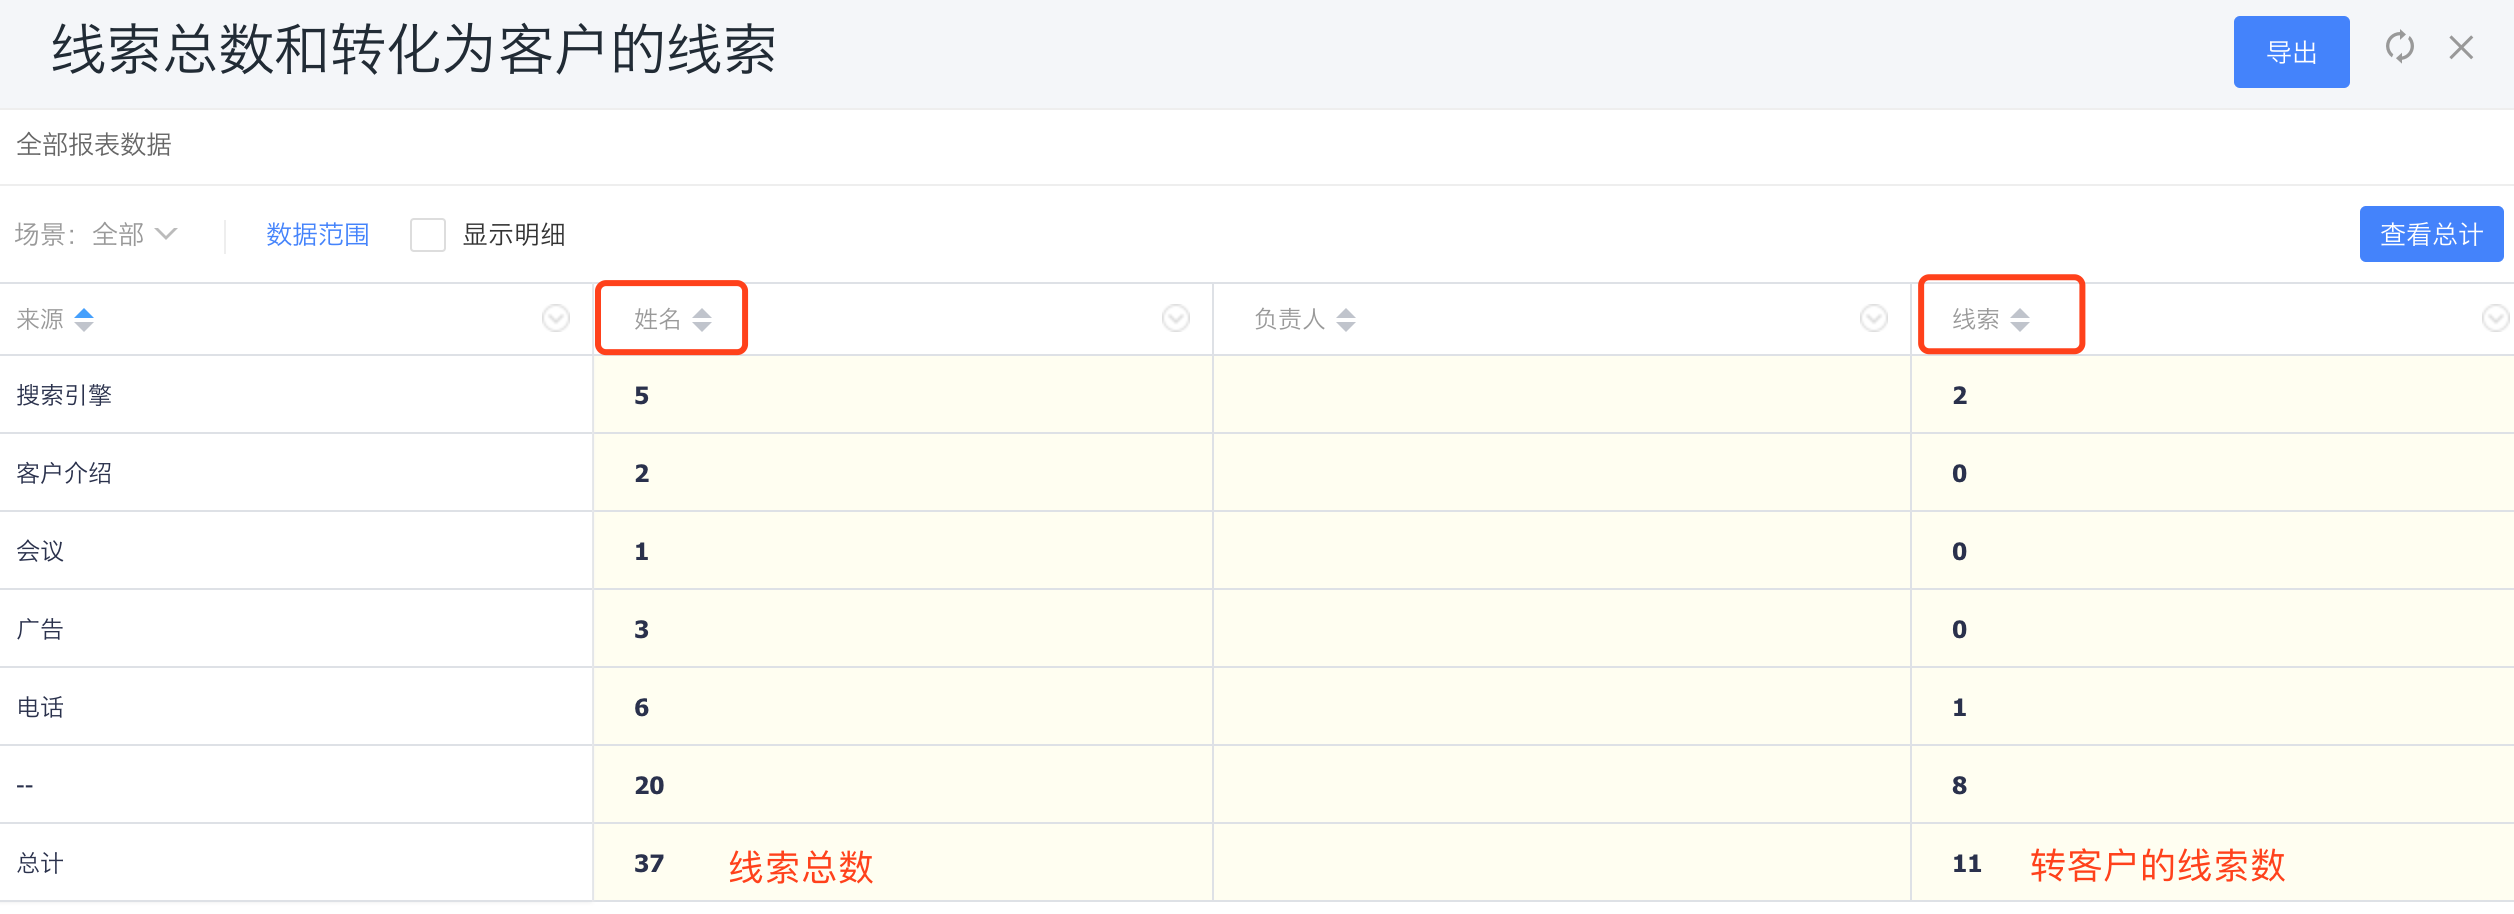 线索总数和转化为客户的线索
导出
全部报表数据
场景: 全部 数据范围 显示明细 查看总计
来源 姓名 负责人 线索
搜索引擎 5 2
客户介绍 2 0
会议 1 0
广告 3 0
电话 6 1
-- 20 8
总计 37 线索总数 11 转客户的线索数